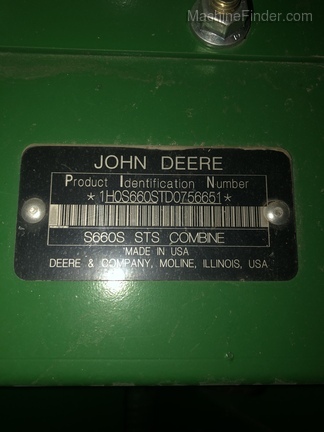 MachineFinder.com
JOHN DEERE
Product Identification Number
*1H0S660STD0756651*
S660S STS COMBINE
MADE IN USA
DEERE & COMPANY, MOLINE, ILLINOIS, USA